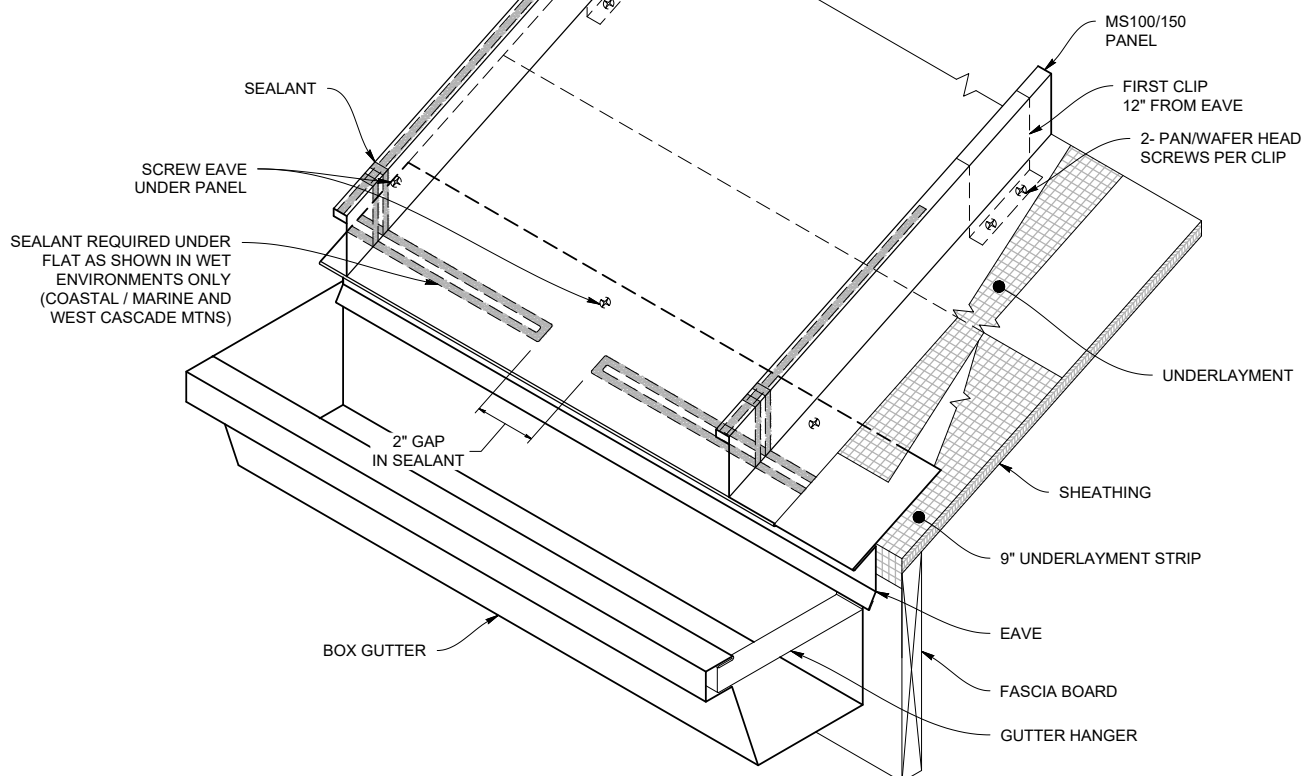 MS100/150
PANEL
SEALANT
FIRST CLIP
12" FROM EAVE
2- PAN/WAFER HEAD
SCREWS PER CLIP
SCREW EAVE
UNDER PANEL
SEALANT REQUIRED UNDER
FLAT AS SHOWN IN WET
ENVIRONMENTS ONLY
(COASTAL / MARINE AND
WEST CASCADE MTNS)
UNDERLAYMENT
2" GAP
IN SEALANT
SHEATHING
9" UNDERLAYMENT STRIP
EAVE
BOX GUTTER
FASCIA BOARD
GUTTER HANGER